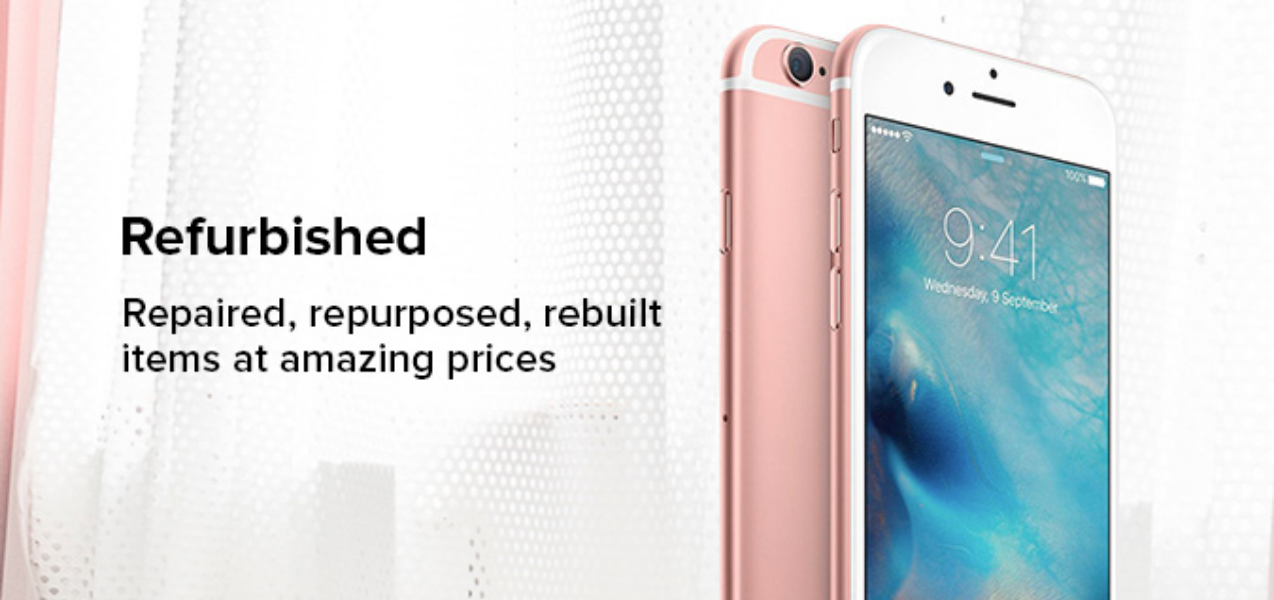 Refurbished
Repaired, repurposed, rebuilt
items at amazing prices
100%
9:41
Wednesday, 9 September